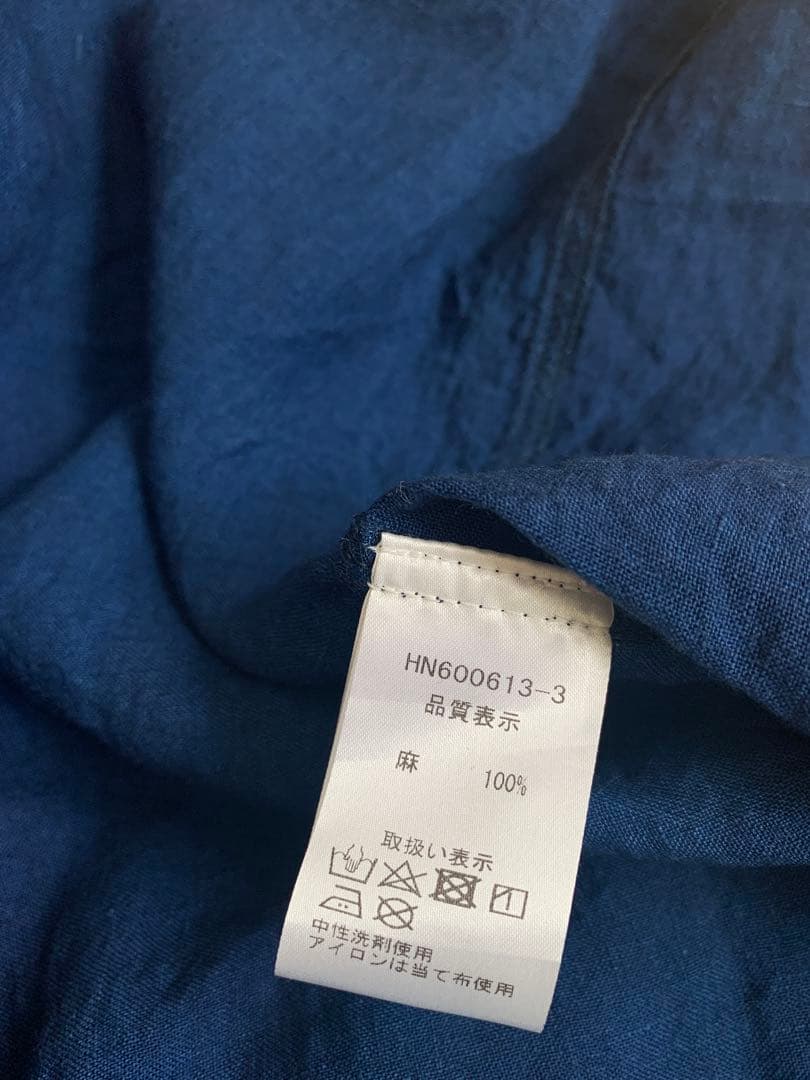 HN600613-3
品質表示
麻 100%
取扱い表示
中性洗剤使用
アイロンは当て布使用